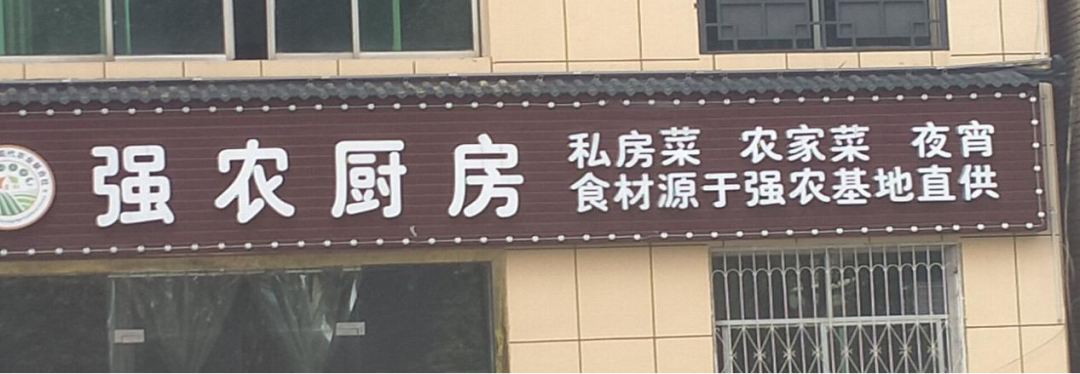 强农厨房
私房菜 农家菜 夜宵
食材源于强农基地直供